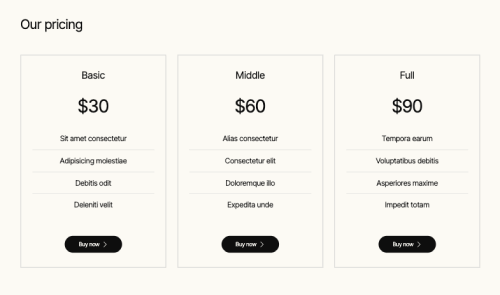 Our pricing
Basic
$30
Sit amet consectetur
Adipisicing molestiae
Debitis odit
Deleniti velit
Buy now
Middle
$60
Alias consectetur
Consectetur elit
Doloremque illo
Expedita unde
Buy now
Full
$90
Tempora earum
Voluptatibus debitis
Asperiores maxime
Impedit totam
Buy now